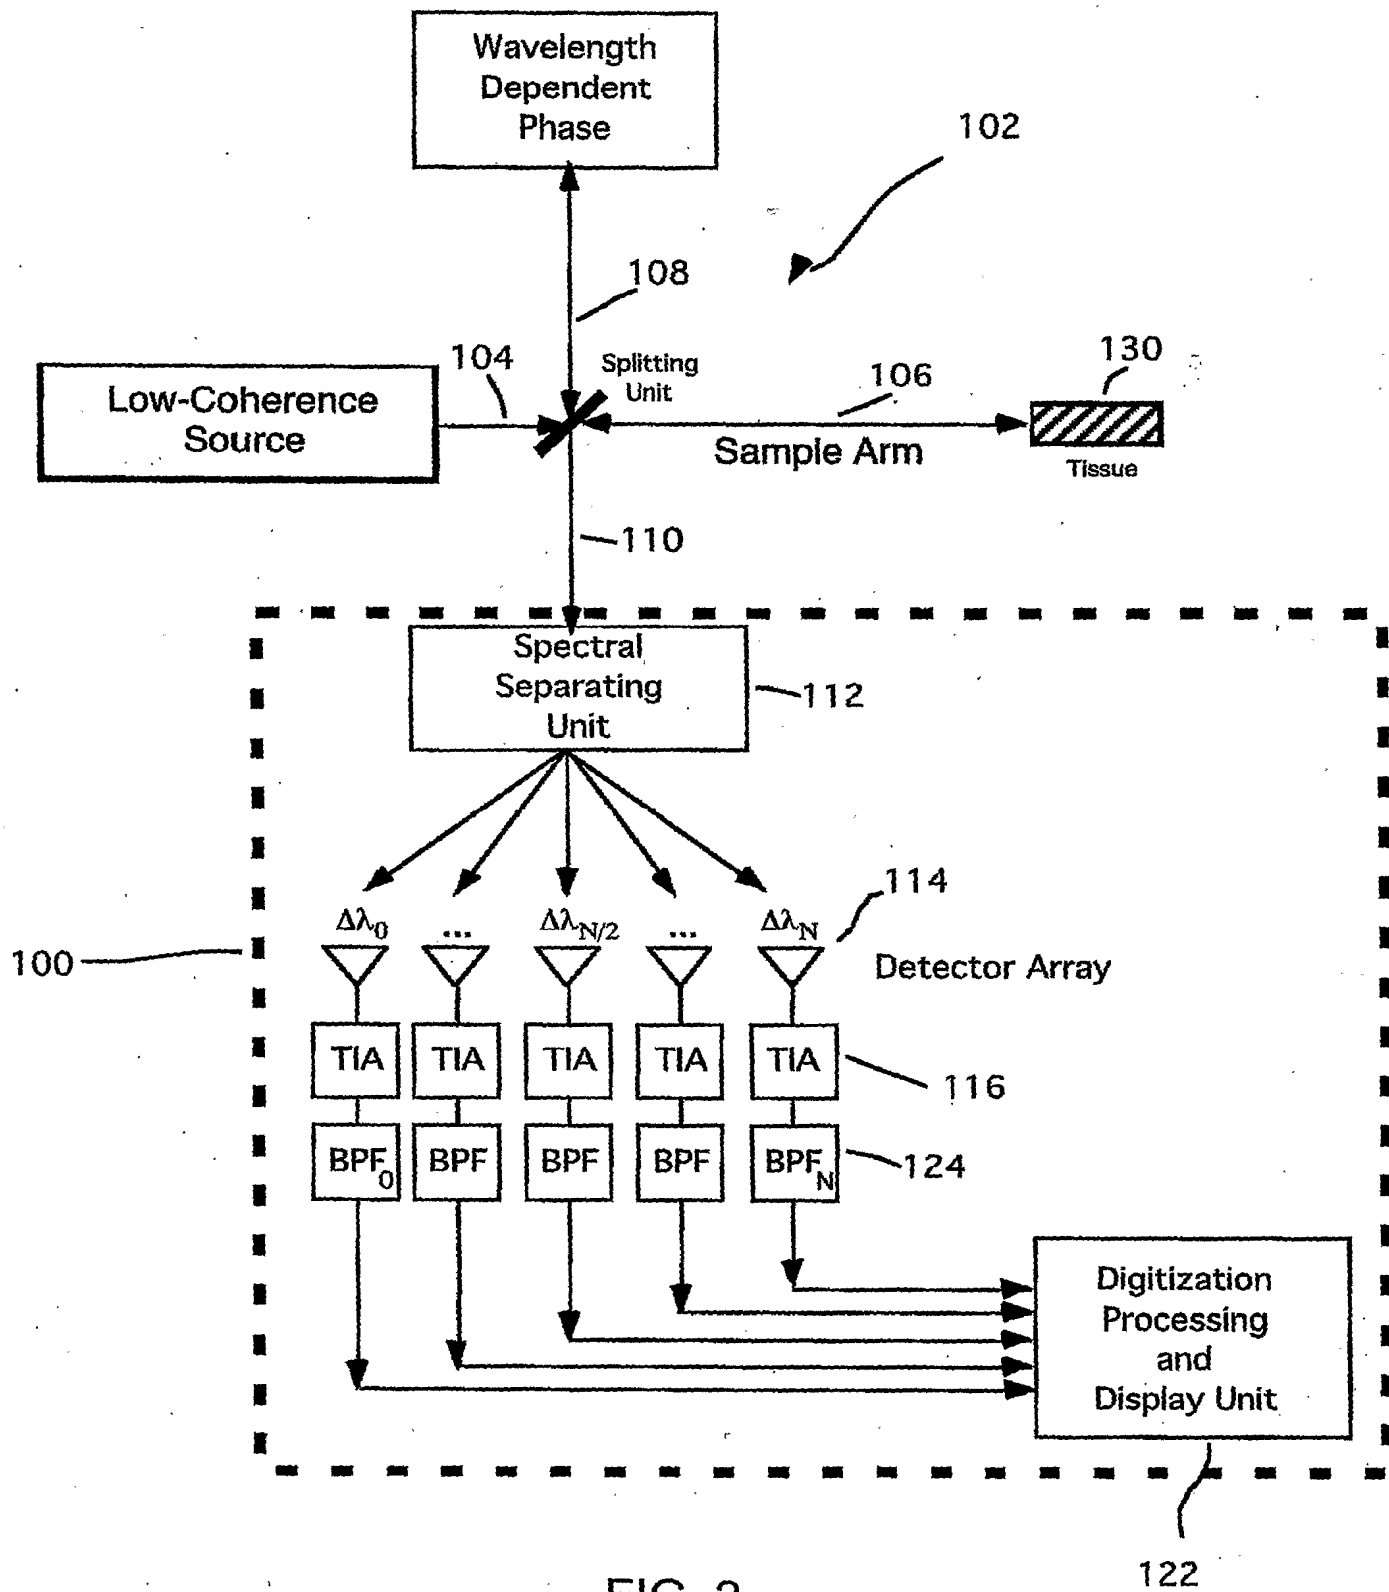 Wavelength
Dependent
Phase
102
108
104
Splitting
Unit
106
130
Low-Coherence
Source
Sample Arm
Tissue
110
Spectral
Separating
Unit
112
114
Δλ0 ... ΔλN/2 ... ΔλN
100
Detector Array
TIA TIA TIA TIA TIA
116
BPF0 BPF BPF BPF BPFN
124
Digitization
Processing
and
Display Unit
122